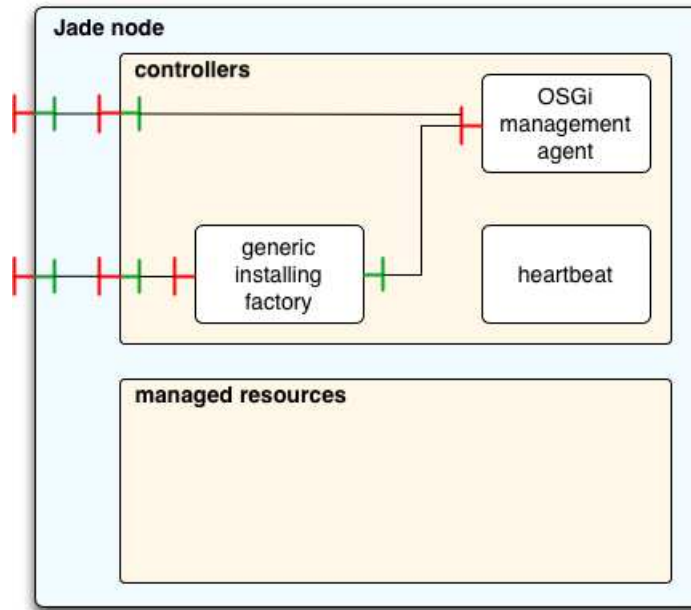 Jade node
controllers
OSGi
management
agent
generic
installing
factory
heartbeat
managed resources